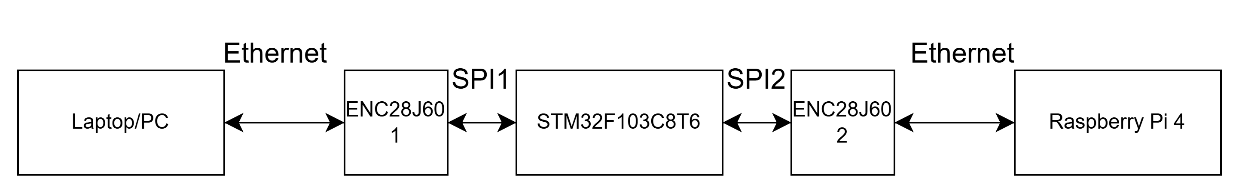 Ethernet
Ethernet
SPI1
SPI2
Laptop/PC
ENC28J60
1
STM32F103C8T6
ENC28J60
2
Raspberry Pi 4